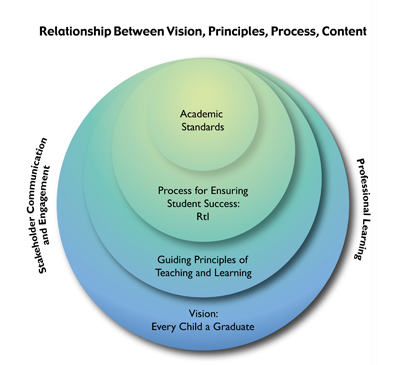 Relationship Between Vision, Principles, Process, Content
Academic
Standards
Stakeholder Communication
and Engagement
Professional Learning
Process for Ensuring
Student Success:
RtI
Guiding Principles of
Teaching and Learning
Vision:
Every Child a Graduate